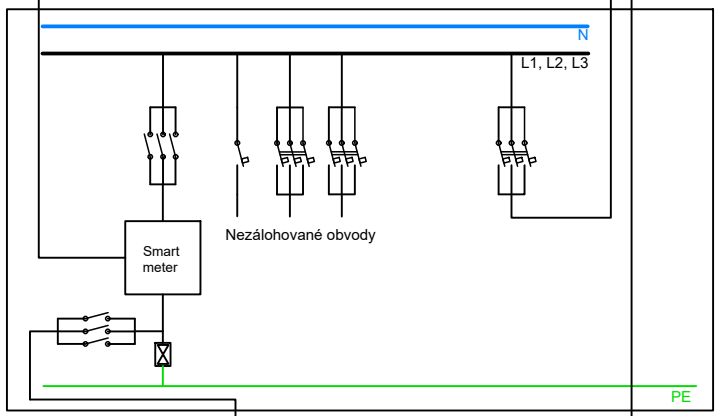 N
L1, L2, L3
Nezálohované obvody
Smart
meter
PE